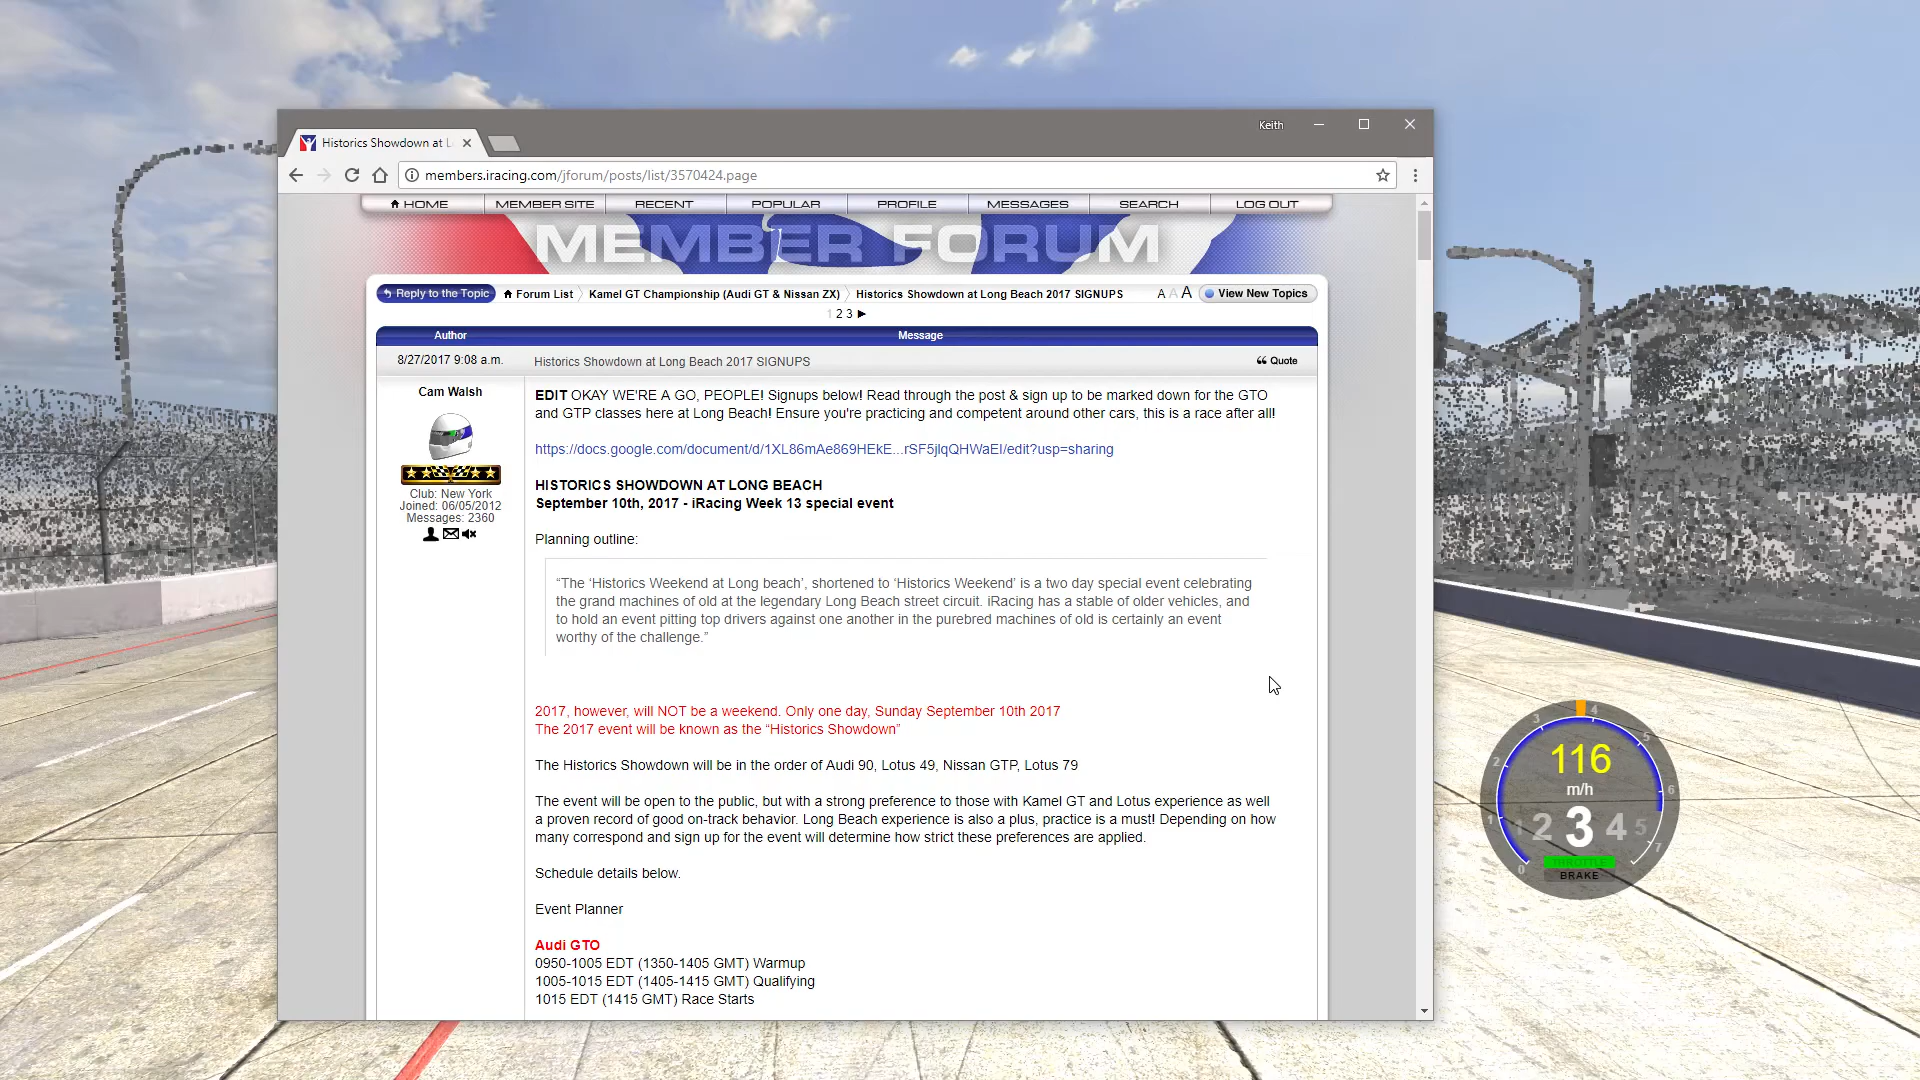 Keith
Historics Showdown at L
members.iracing.com/jforum/posts/list/3570424.page
HOME MEMBER SITE RECENT POPULAR PROFILE MESSAGES SEARCH LOG OUT
MEMBER FORUM
Reply to the Topic Forum List Kamel GT Championship (Audi GT & Nissan ZX) Historics Showdown at Long Beach 2017 SIGNUPS A A A View New Topics
1 2 3
Author Message
8/27/2017 9:08 a.m. Historics Showdown at Long Beach 2017 SIGNUPS Quote
Cam Walsh
Club: New York
Joined: 06/05/2012
Messages: 2360
EDIT OKAY WE'RE A GO, PEOPLE! Signups below! Read through the post & sign up to be marked down for the GTO
and GTP classes here at Long Beach! Ensure you're practicing and competent around other cars, this is a race after all!
https://docs.google.com/document/d/1XL86mAe869HEkE...rSF5jlqQHWaEI/edit?usp=sharing
HISTORICS SHOWDOWN AT LONG BEACH
September 10th, 2017 - iRacing Week 13 special event
Planning outline:
“The ‘Historics Weekend at Long beach’, shortened to ‘Historics Weekend’ is a two day special event celebrating
the grand machines of old at the legendary Long Beach street circuit. iRacing has a stable of older vehicles, and
to hold an event pitting top drivers against one another in the purebred machines of old is certainly an event
worthy of the challenge.”
2017, however, will NOT be a weekend. Only one day, Sunday September 10th 2017
The 2017 event will be known as the “Historics Showdown”
The Historics Showdown will be in the order of Audi 90, Lotus 49, Nissan GTP, Lotus 79
The event will be open to the public, but with a strong preference to those with Kamel GT and Lotus experience as well
a proven record of good on-track behavior. Long Beach experience is also a plus, practice is a must! Depending on how
many correspond and sign up for the event will determine how strict these preferences are applied.
Schedule details below.
Event Planner
Audi GTO
0950-1005 EDT (1350-1405 GMT) Warmup
1005-1015 EDT (1405-1415 GMT) Qualifying
1015 EDT (1415 GMT) Race Starts
0 1 2 3 4 5 6 7
116
m/h
1 2 3 4 5
THROTTLE
BRAKE